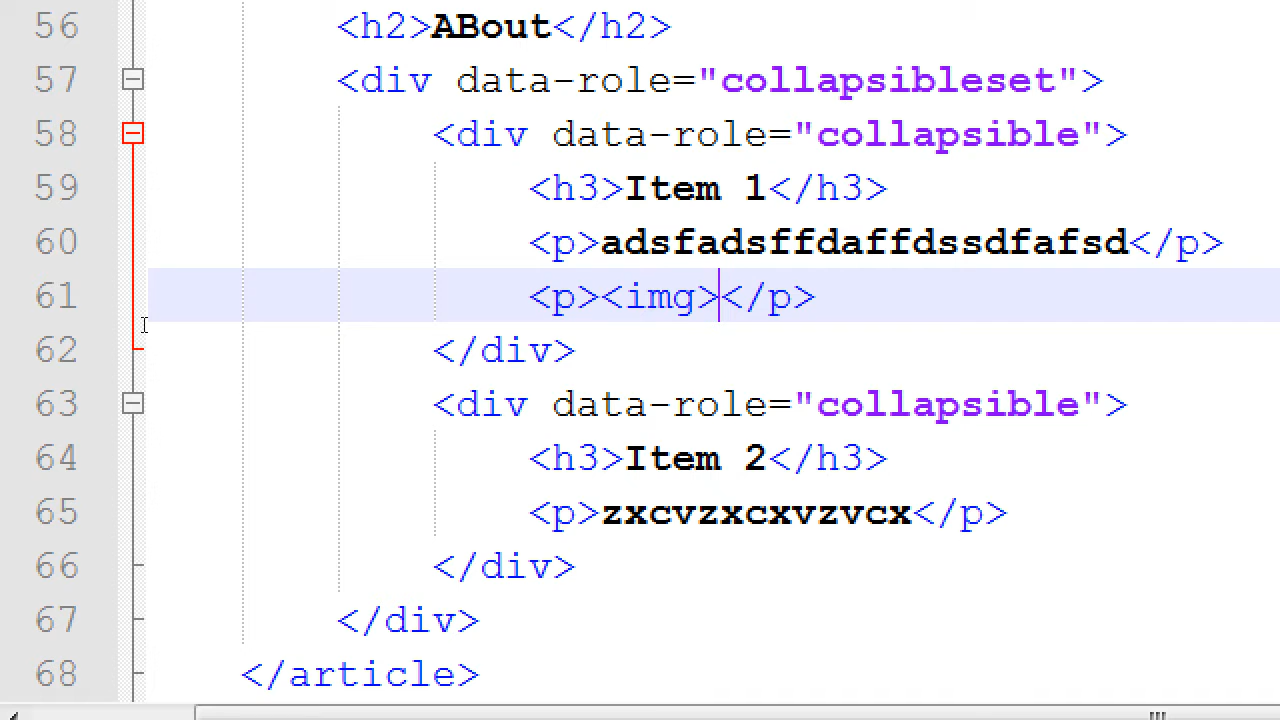 56 <h2>ABout</h2>
57 <div data-role="collapsibleset">
58 <div data-role="collapsible">
59 <h3>Item 1</h3>
60 <p>adsfadsffdaffdssdfafsd</p>
61 <p><img></p>
62 </div>
63 <div data-role="collapsible">
64 <h3>Item 2</h3>
65 <p>zxcvzxcxvzvcx</p>
66 </div>
67 </div>
68 </article>